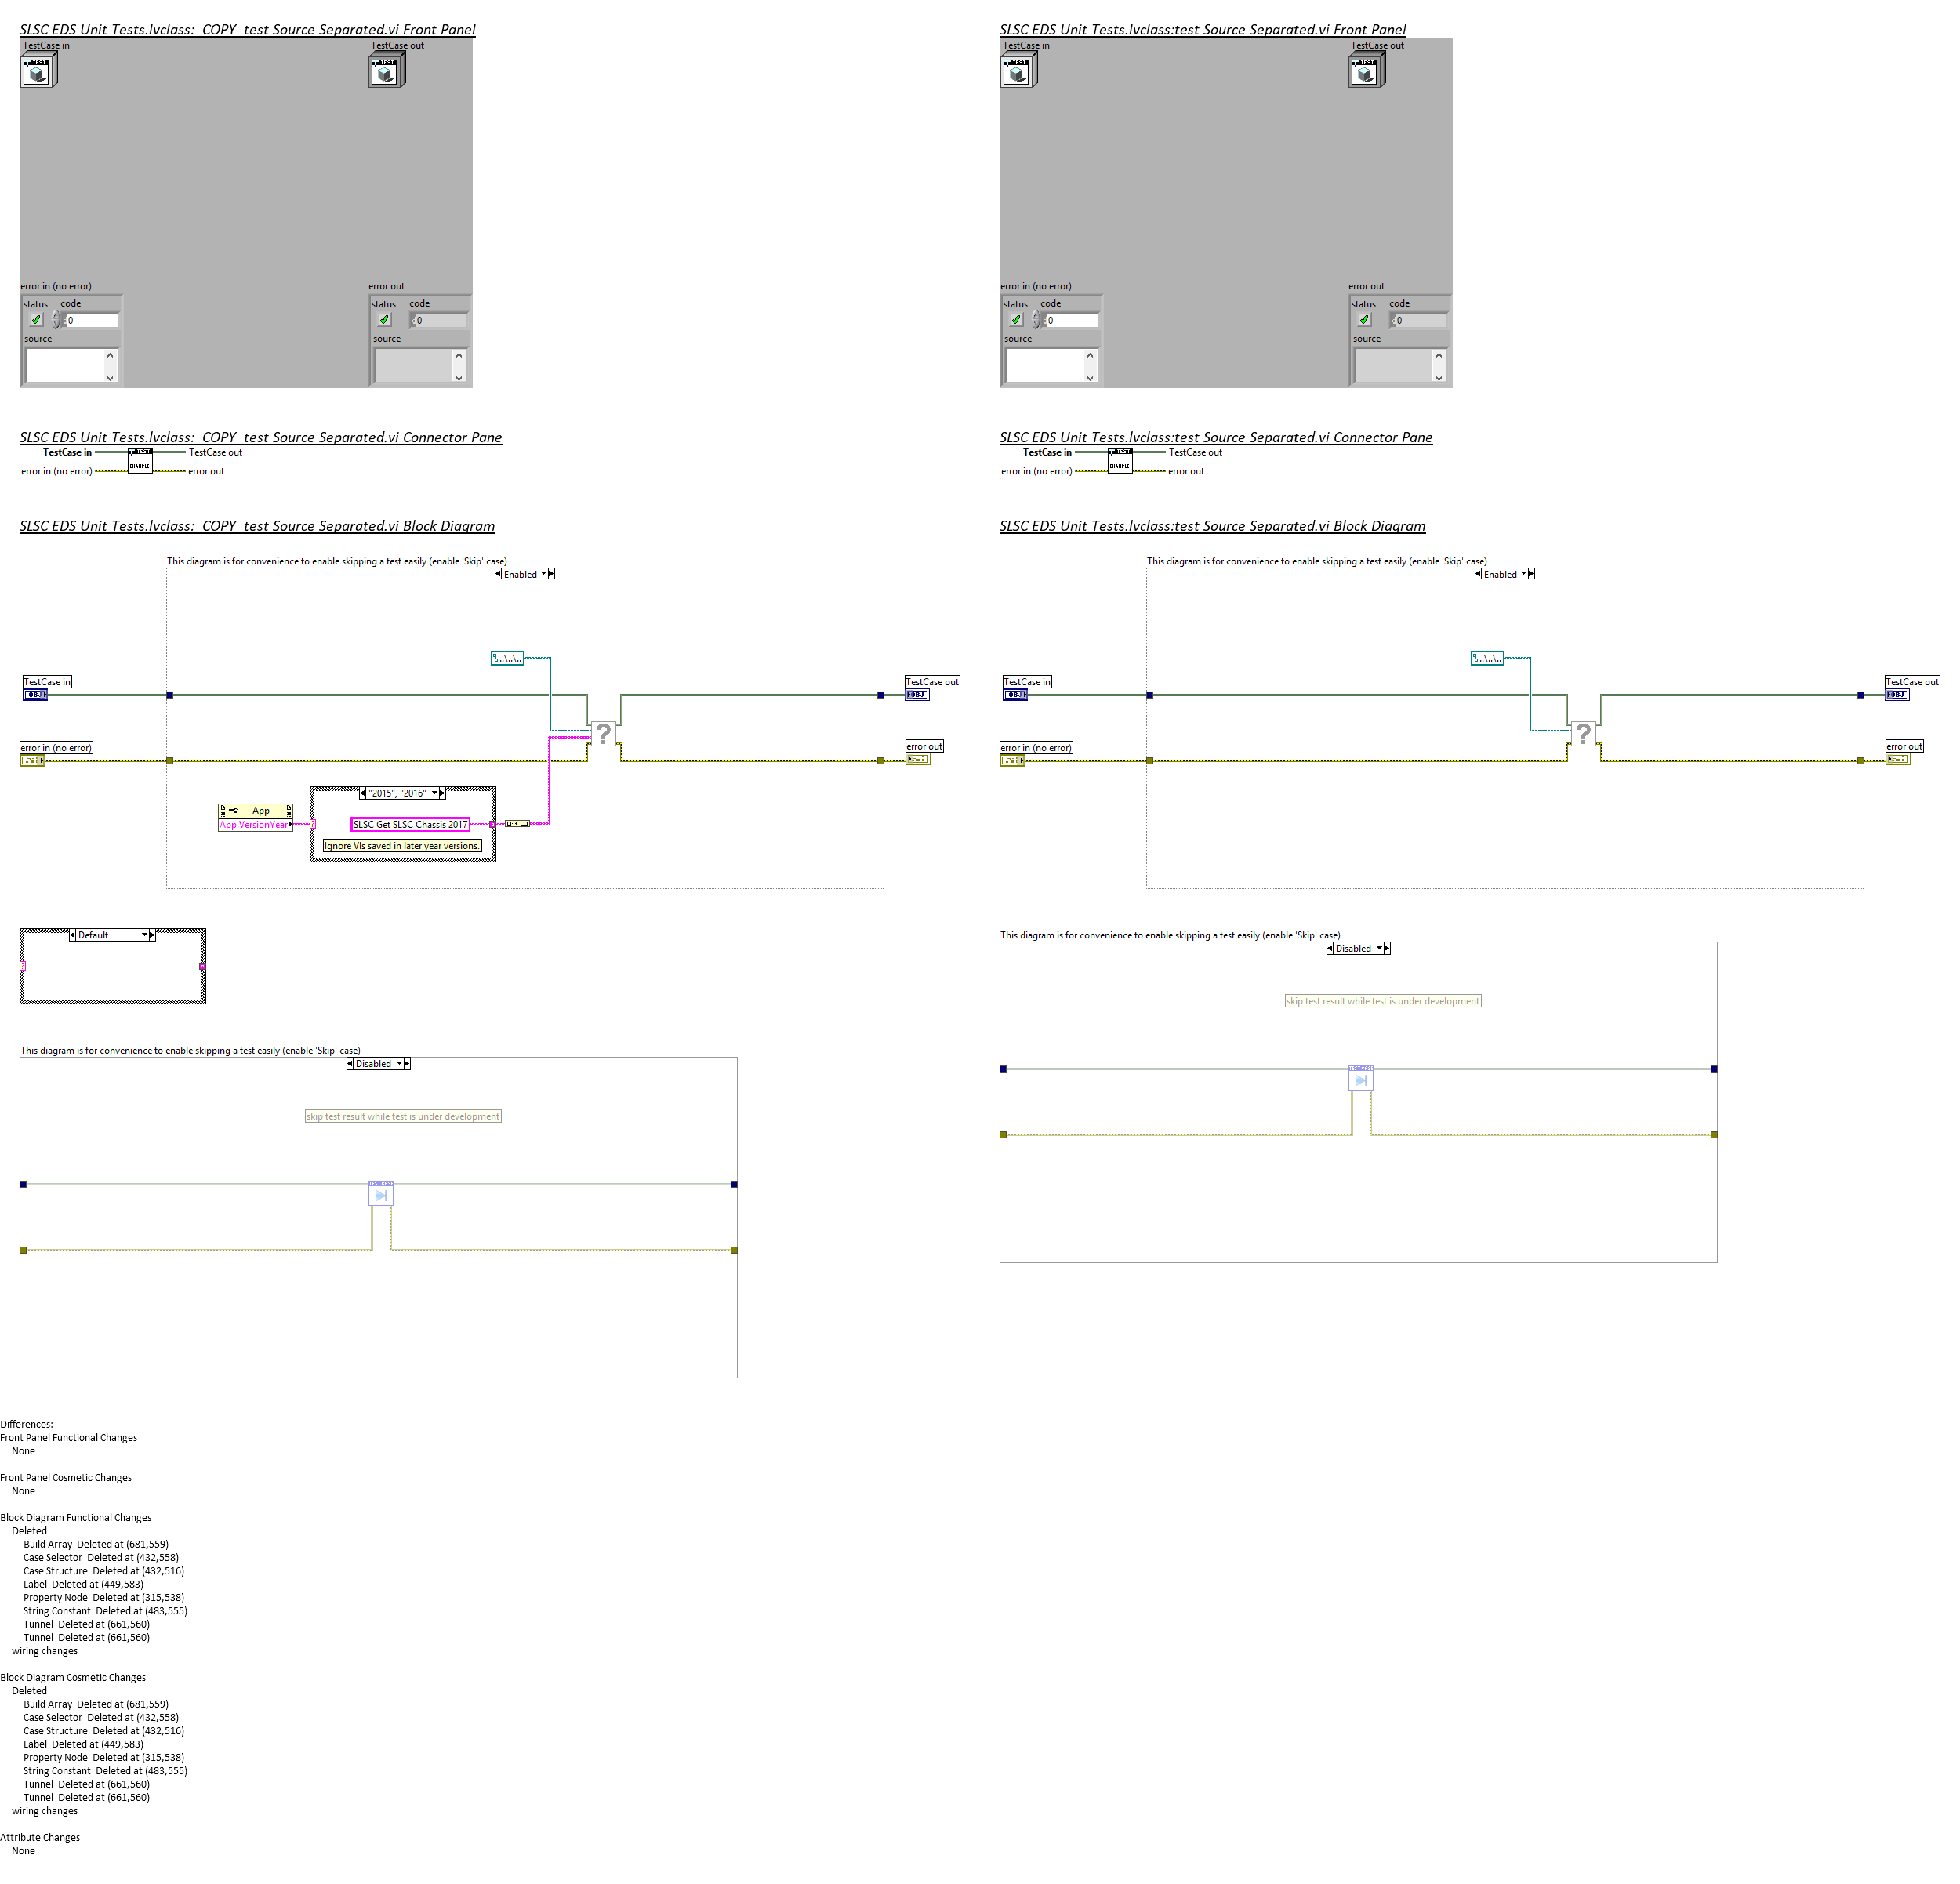 SLSC EDS Unit Tests.lvclass:  COPY  test Source Separated.vi Front Panel
TestCase in
TestCase out
TEST
TEST
error in (no error)
error out
status
code
status
code
0
0
source
source
SLSC EDS Unit Tests.lvclass:  COPY  test Source Separated.vi Connector Pane
TestCase in
TEST
TestCase out
error in (no error)
EXAMPLE
error out
SLSC EDS Unit Tests.lvclass:  COPY  test Source Separated.vi Block Diagram
This diagram is for convenience to enable skipping a test easily (enable 'Skip' case)
Enabled
..\..\..
TestCase in
OBJ
TestCase out
OBJ
?
error in (no error)
error out
"2015", "2016"
App
App.VersionYear
?
SLSC Get SLSC Chassis 2017
Ignore VIs saved in later year versions.
Default
?
This diagram is for convenience to enable skipping a test easily (enable 'Skip' case)
Disabled
skip test result while test is under development
SLSC EDS Unit Tests.lvclass:test Source Separated.vi Front Panel
TestCase in
TestCase out
TEST
TEST
error in (no error)
error out
status
code
status
code
0
0
source
source
SLSC EDS Unit Tests.lvclass:test Source Separated.vi Connector Pane
TestCase in
TEST
TestCase out
error in (no error)
EXAMPLE
error out
SLSC EDS Unit Tests.lvclass:test Source Separated.vi Block Diagram
This diagram is for convenience to enable skipping a test easily (enable 'Skip' case)
Enabled
..\..\..
TestCase in
OBJ
TestCase out
OBJ
?
error in (no error)
error out
This diagram is for convenience to enable skipping a test easily (enable 'Skip' case)
Disabled
skip test result while test is under development
Differences:
Front Panel Functional Changes
None
Front Panel Cosmetic Changes
None
Block Diagram Functional Changes
Deleted
Build Array  Deleted at (681,559)
Case Selector  Deleted at (432,558)
Case Structure  Deleted at (432,516)
Label  Deleted at (449,583)
Property Node  Deleted at (315,538)
String Constant  Deleted at (483,555)
Tunnel  Deleted at (661,560)
Tunnel  Deleted at (661,560)
wiring changes
Block Diagram Cosmetic Changes
Deleted
Build Array  Deleted at (681,559)
Case Selector  Deleted at (432,558)
Case Structure  Deleted at (432,516)
Label  Deleted at (449,583)
Property Node  Deleted at (315,538)
String Constant  Deleted at (483,555)
Tunnel  Deleted at (661,560)
Tunnel  Deleted at (661,560)
wiring changes
Attribute Changes
None